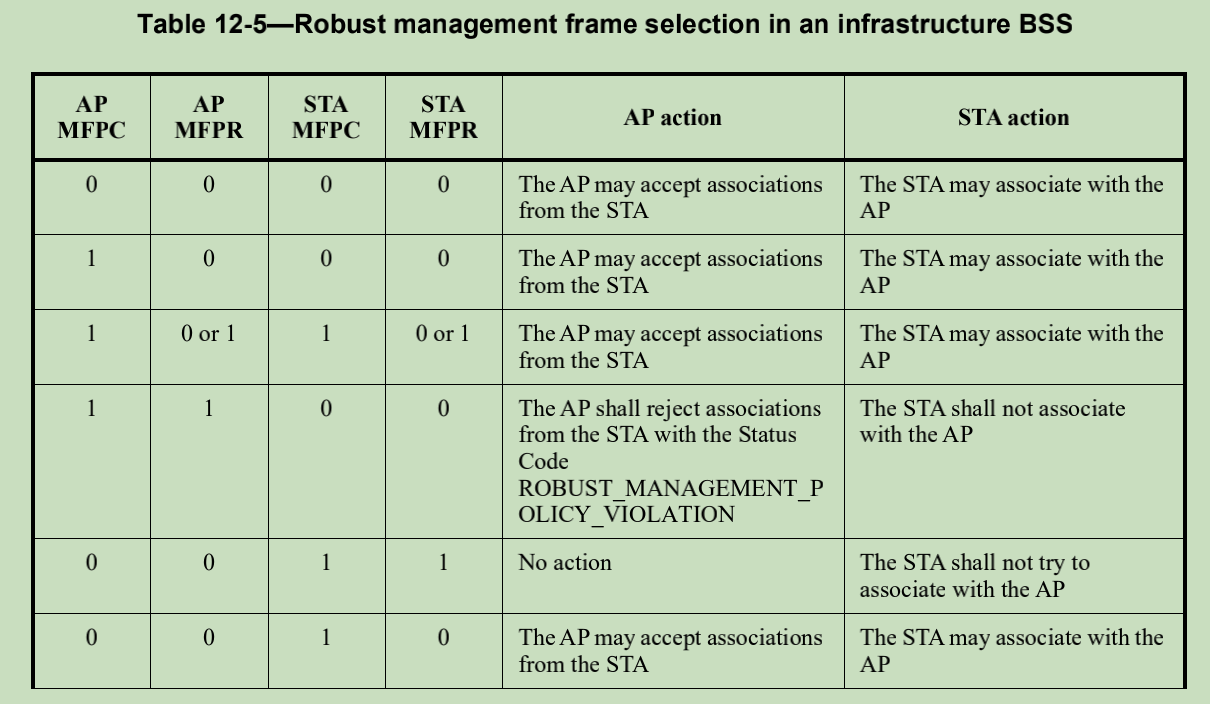 Table 12-5—Robust management frame selection in an infrastructure BSS
AP MFPC
AP MFPR
STA MFPC
STA MFPR
AP action
STA action
0
0
0
0
The AP may accept associations
from the STA
The STA may associate with the
AP
1
0
0
0
The AP may accept associations
from the STA
The STA may associate with the
AP
1
0 or 1
1
0 or 1
The AP may accept associations
from the STA
The STA may associate with the
AP
1
1
0
0
The AP shall reject associations
from the STA with the Status
Code
ROBUST_MANAGEMENT_P
OLICY_VIOLATION
The STA shall not associate
with the AP
0
0
1
1
No action
The STA shall not try to
associate with the AP
0
0
1
0
The AP may accept associations
from the STA
The STA may associate with the
AP